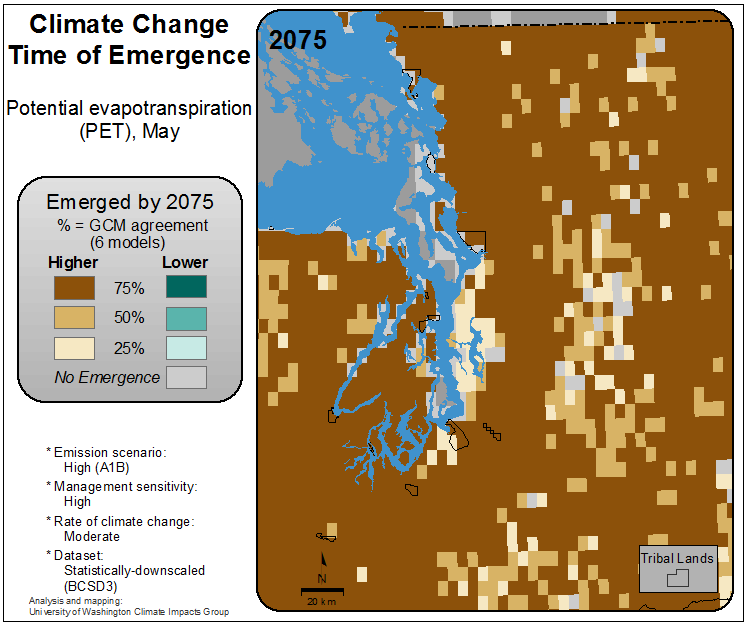 Climate Change
Time of Emergence
Potential evapotranspiration
(PET), May
Emerged by 2075
% = GCM agreement
(6 models)
Higher Lower
75%
50%
25%
No Emergence
* Emission scenario:
High (A1B)
* Management sensitivity:
High
* Rate of climate change:
Moderate
* Dataset:
Statistically-downscaled
(BCSD3)
Analysis and mapping:
University of Washington Climate Impacts Group
2075
N
20 km
Tribal Lands